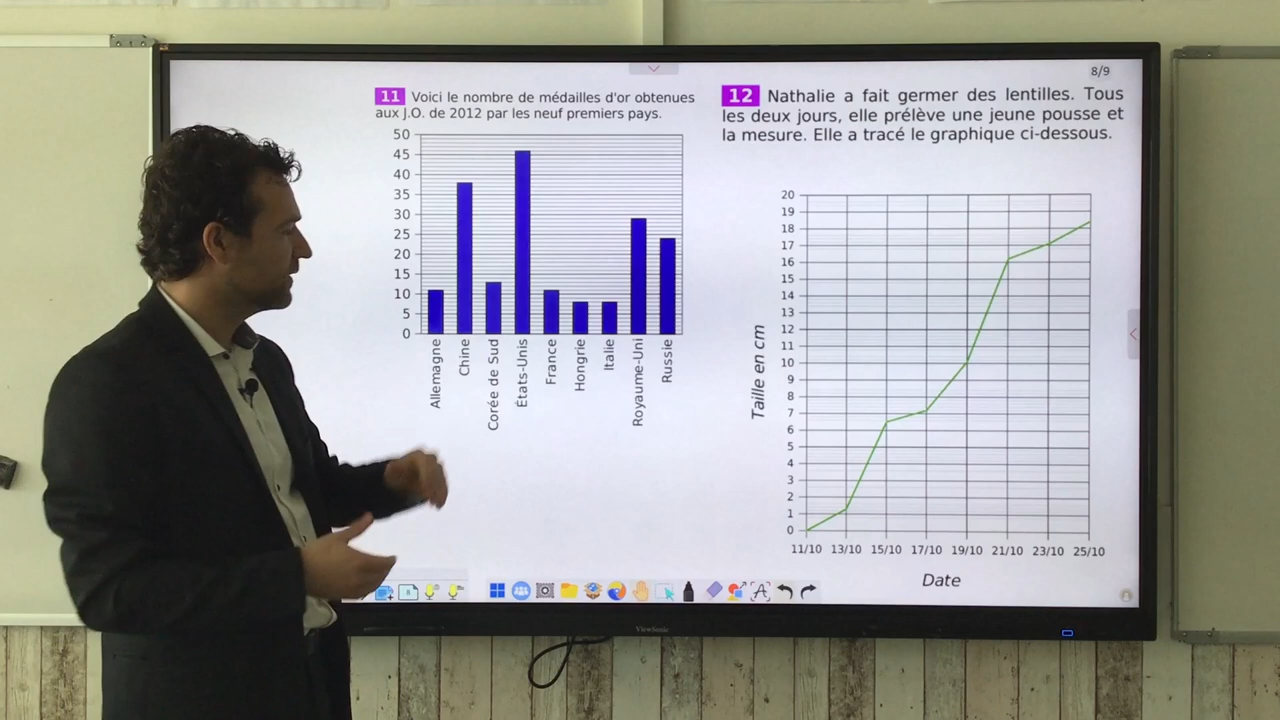 8/9
11 Voici le nombre de médailles d'or obtenues
aux J.O. de 2012 par les neuf premiers pays.
50
45
40
35
30
25
20
15
10
5
0
Allemagne
Chine
Corée de Sud
États-Unis
France
Hongrie
Italie
Royaume-Uni
Russie
12 Nathalie a fait germer des lentilles. Tous
les deux jours, elle prélève une jeune pousse et
la mesure. Elle a tracé le graphique ci-dessous.
Taille en cm
20
19
18
17
16
15
14
13
12
11
10
9
8
7
6
5
4
3
2
1
0
11/10 13/10 15/10 17/10 19/10 21/10 23/10 25/10
Date
ViewSonic